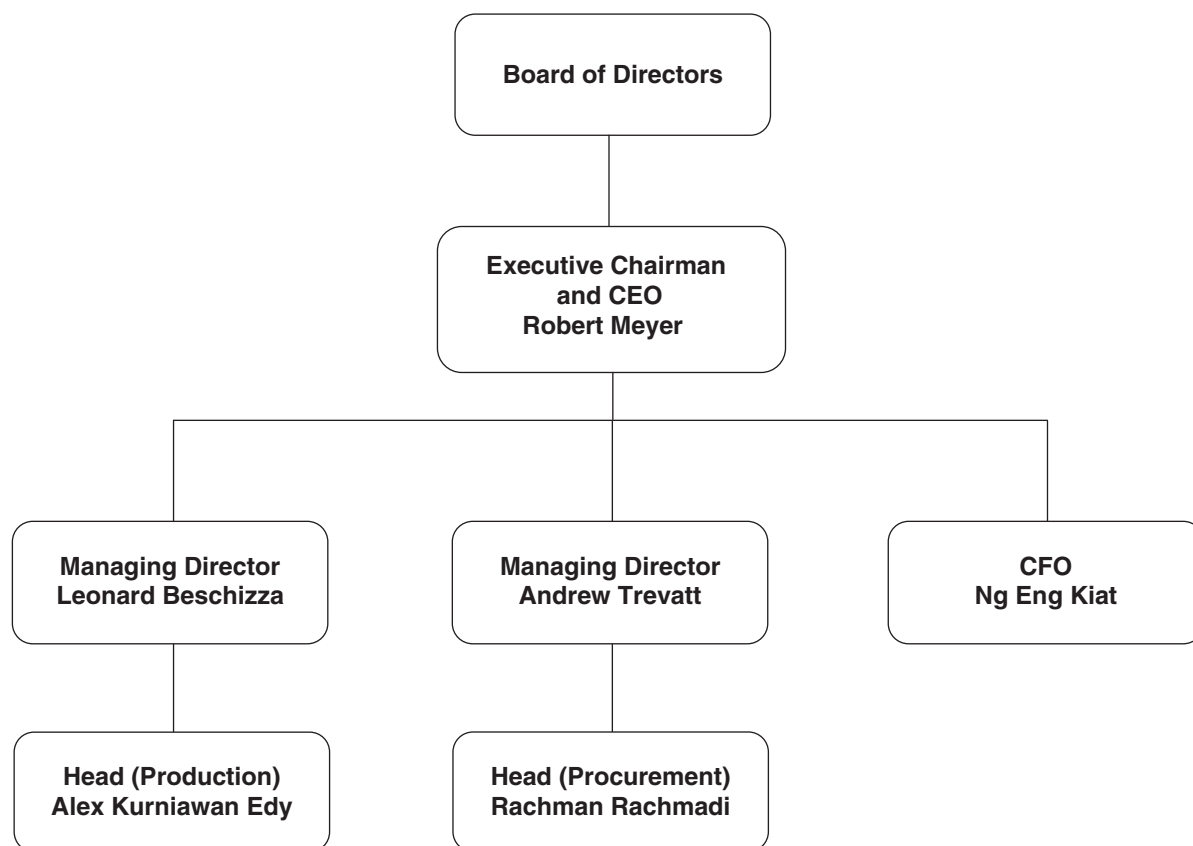 Board of Directors
Executive Chairman
and CEO
Robert Meyer
Managing Director
Leonard Beschizza
Managing Director
Andrew Trevatt
CFO
Ng Eng Kiat
Head (Production)
Alex Kurniawan Edy
Head (Procurement)
Rachman Rachmadi